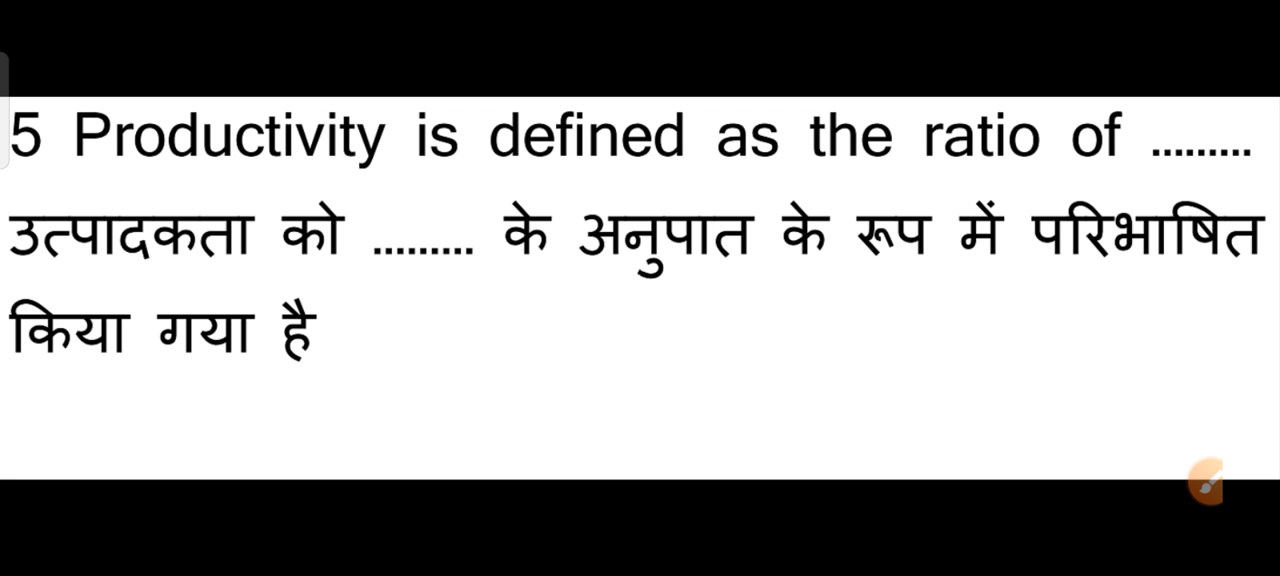 5 Productivity is defined as the ratio of .........
उत्पादकता को ......... के अनुपात के रूप में परिभाषित
किया गया है